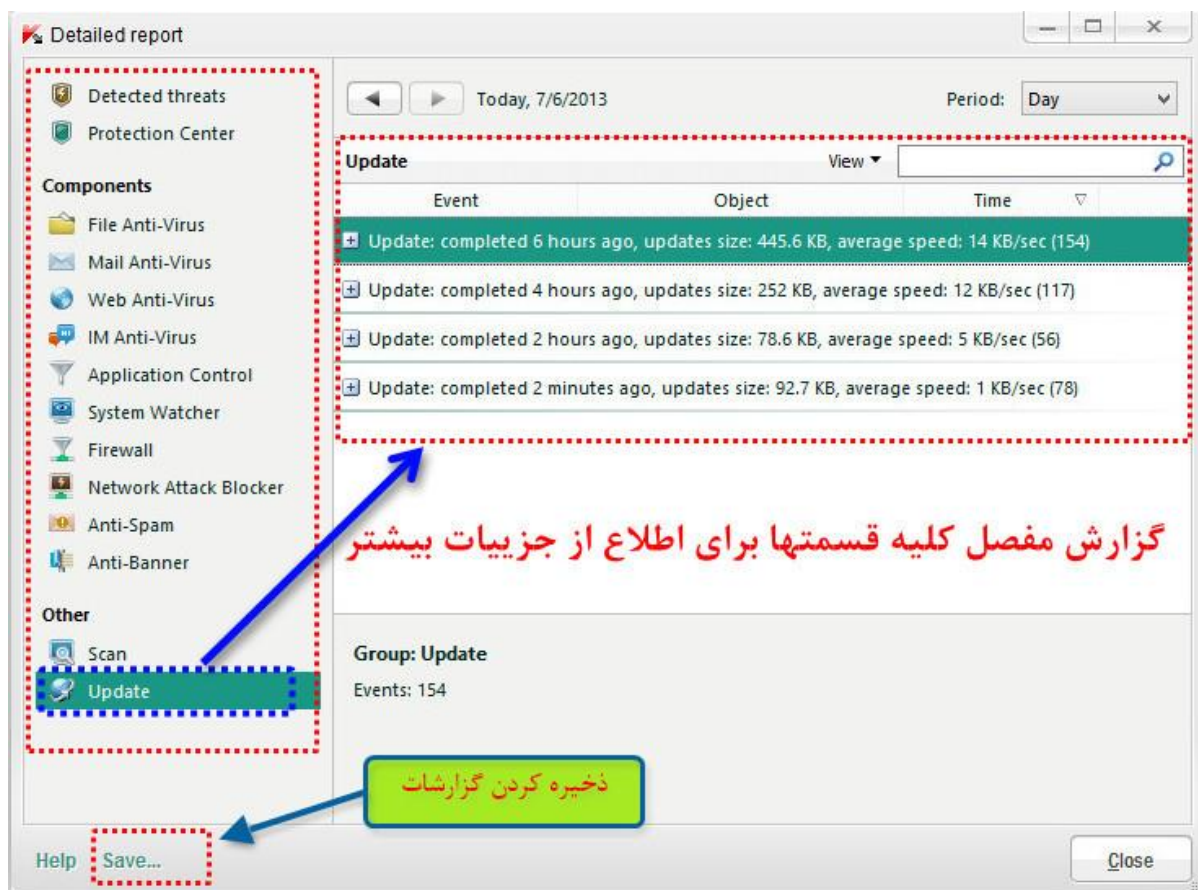 Detailed report
Detected threats
Protection Center
Components
File Anti-Virus
Mail Anti-Virus
Web Anti-Virus
IM Anti-Virus
Application Control
System Watcher
Firewall
Network Attack Blocker
Anti-Spam
Anti-Banner
Other
Scan
Update
Today, 7/6/2013 Period: Day
Update View
Event Object Time
Update: completed 6 hours ago, updates size: 445.6 KB, average speed: 14 KB/sec (154)
Update: completed 4 hours ago, updates size: 252 KB, average speed: 12 KB/sec (117)
Update: completed 2 hours ago, updates size: 78.6 KB, average speed: 5 KB/sec (56)
Update: completed 2 minutes ago, updates size: 92.7 KB, average speed: 1 KB/sec (78)
گزارش مفصل کلیه قسمتها برای اطلاع از جزییات بیشتر
Group: Update
Events: 154
ذخیره کردن گزارشات
Help Save... Close